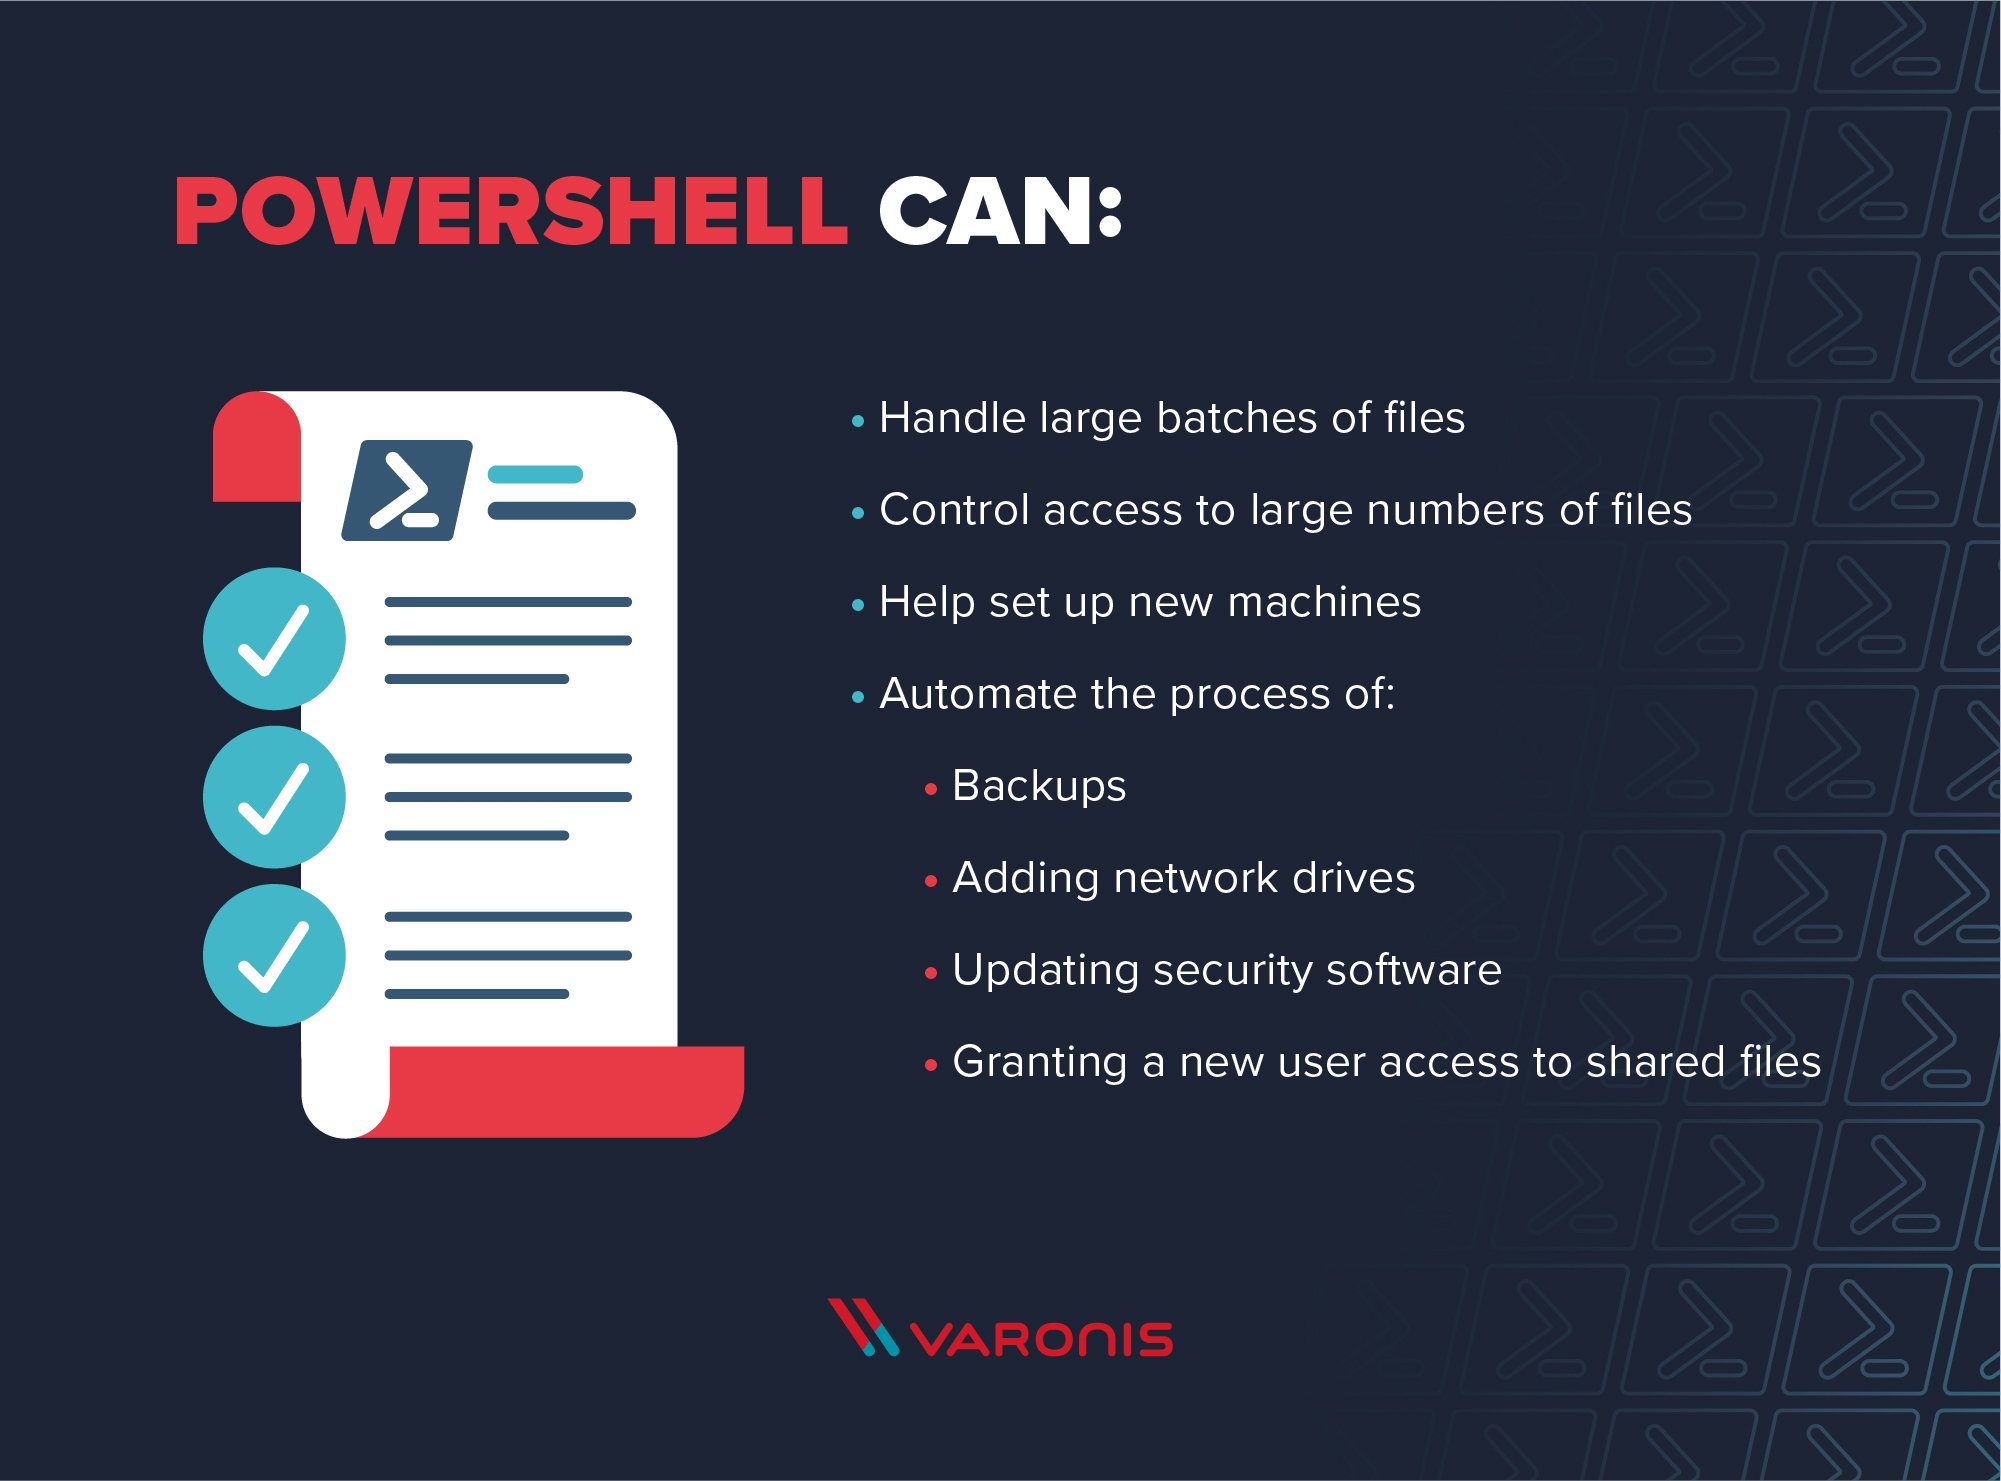 POWERSHELL CAN:
• Handle large batches of files
• Control access to large numbers of files
• Help set up new machines
• Automate the process of:
• Backups
• Adding network drives
• Updating security software
• Granting a new user access to shared files
VARONIS